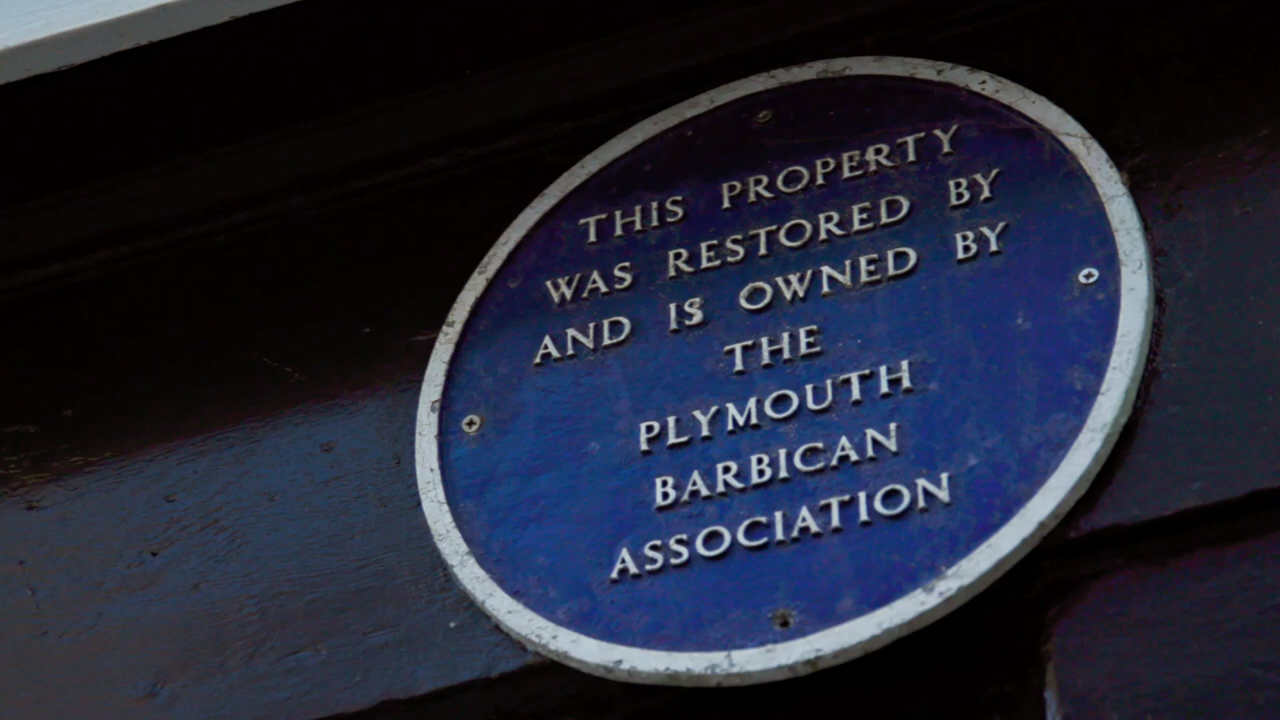 THIS PROPERTY
WAS RESTORED BY
AND IS OWNED BY
THE
PLYMOUTH
BARBICAN
ASSOCIATION